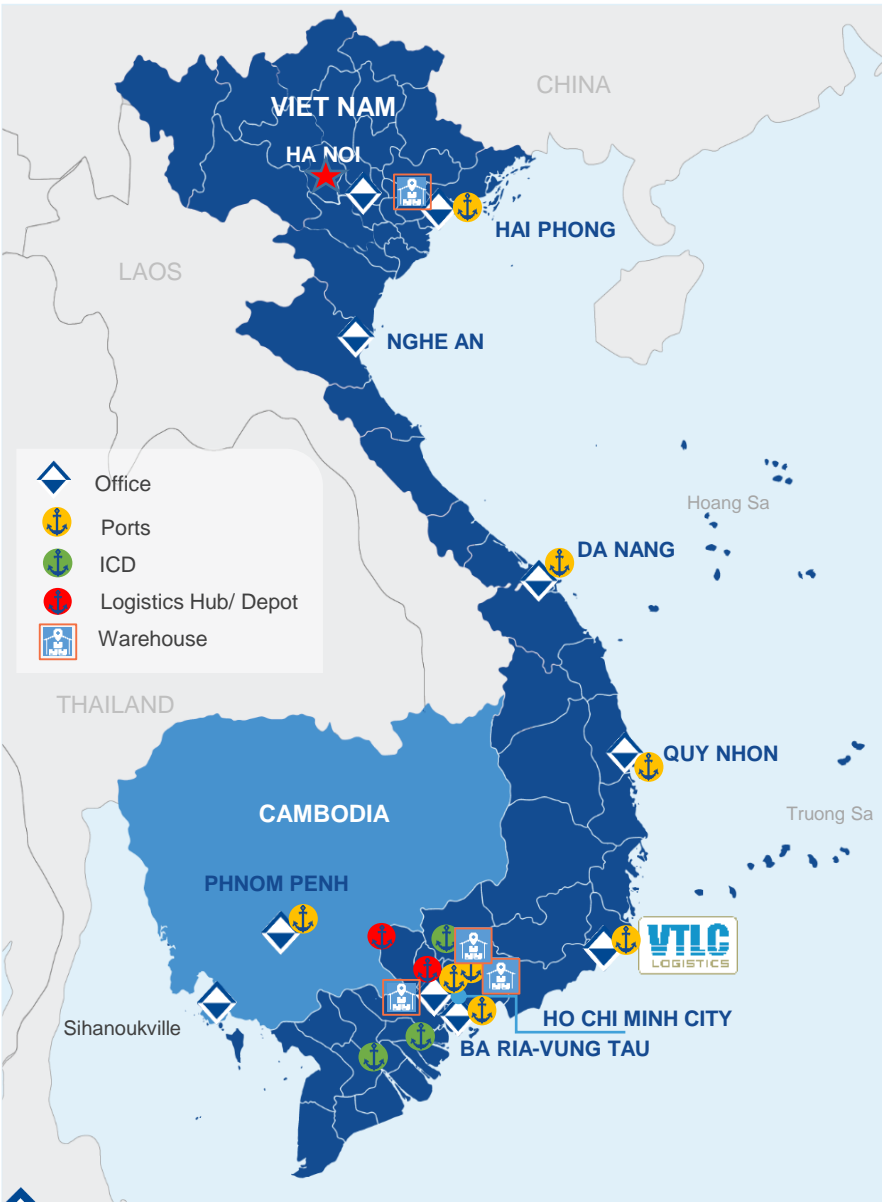 CHINA
VIET NAM
HA NOI
HAI PHONG
LAOS
NGHE AN
Office
Ports
ICD
Logistics Hub/ Depot
Warehouse
Hoang Sa
DA NANG
THAILAND
QUY NHON
CAMBODIA
Truong Sa
PHNOM PENH
VTLC
LOGISTICS
Sihanoukville
HO CHI MINH CITY
BA RIA-VUNG TAU